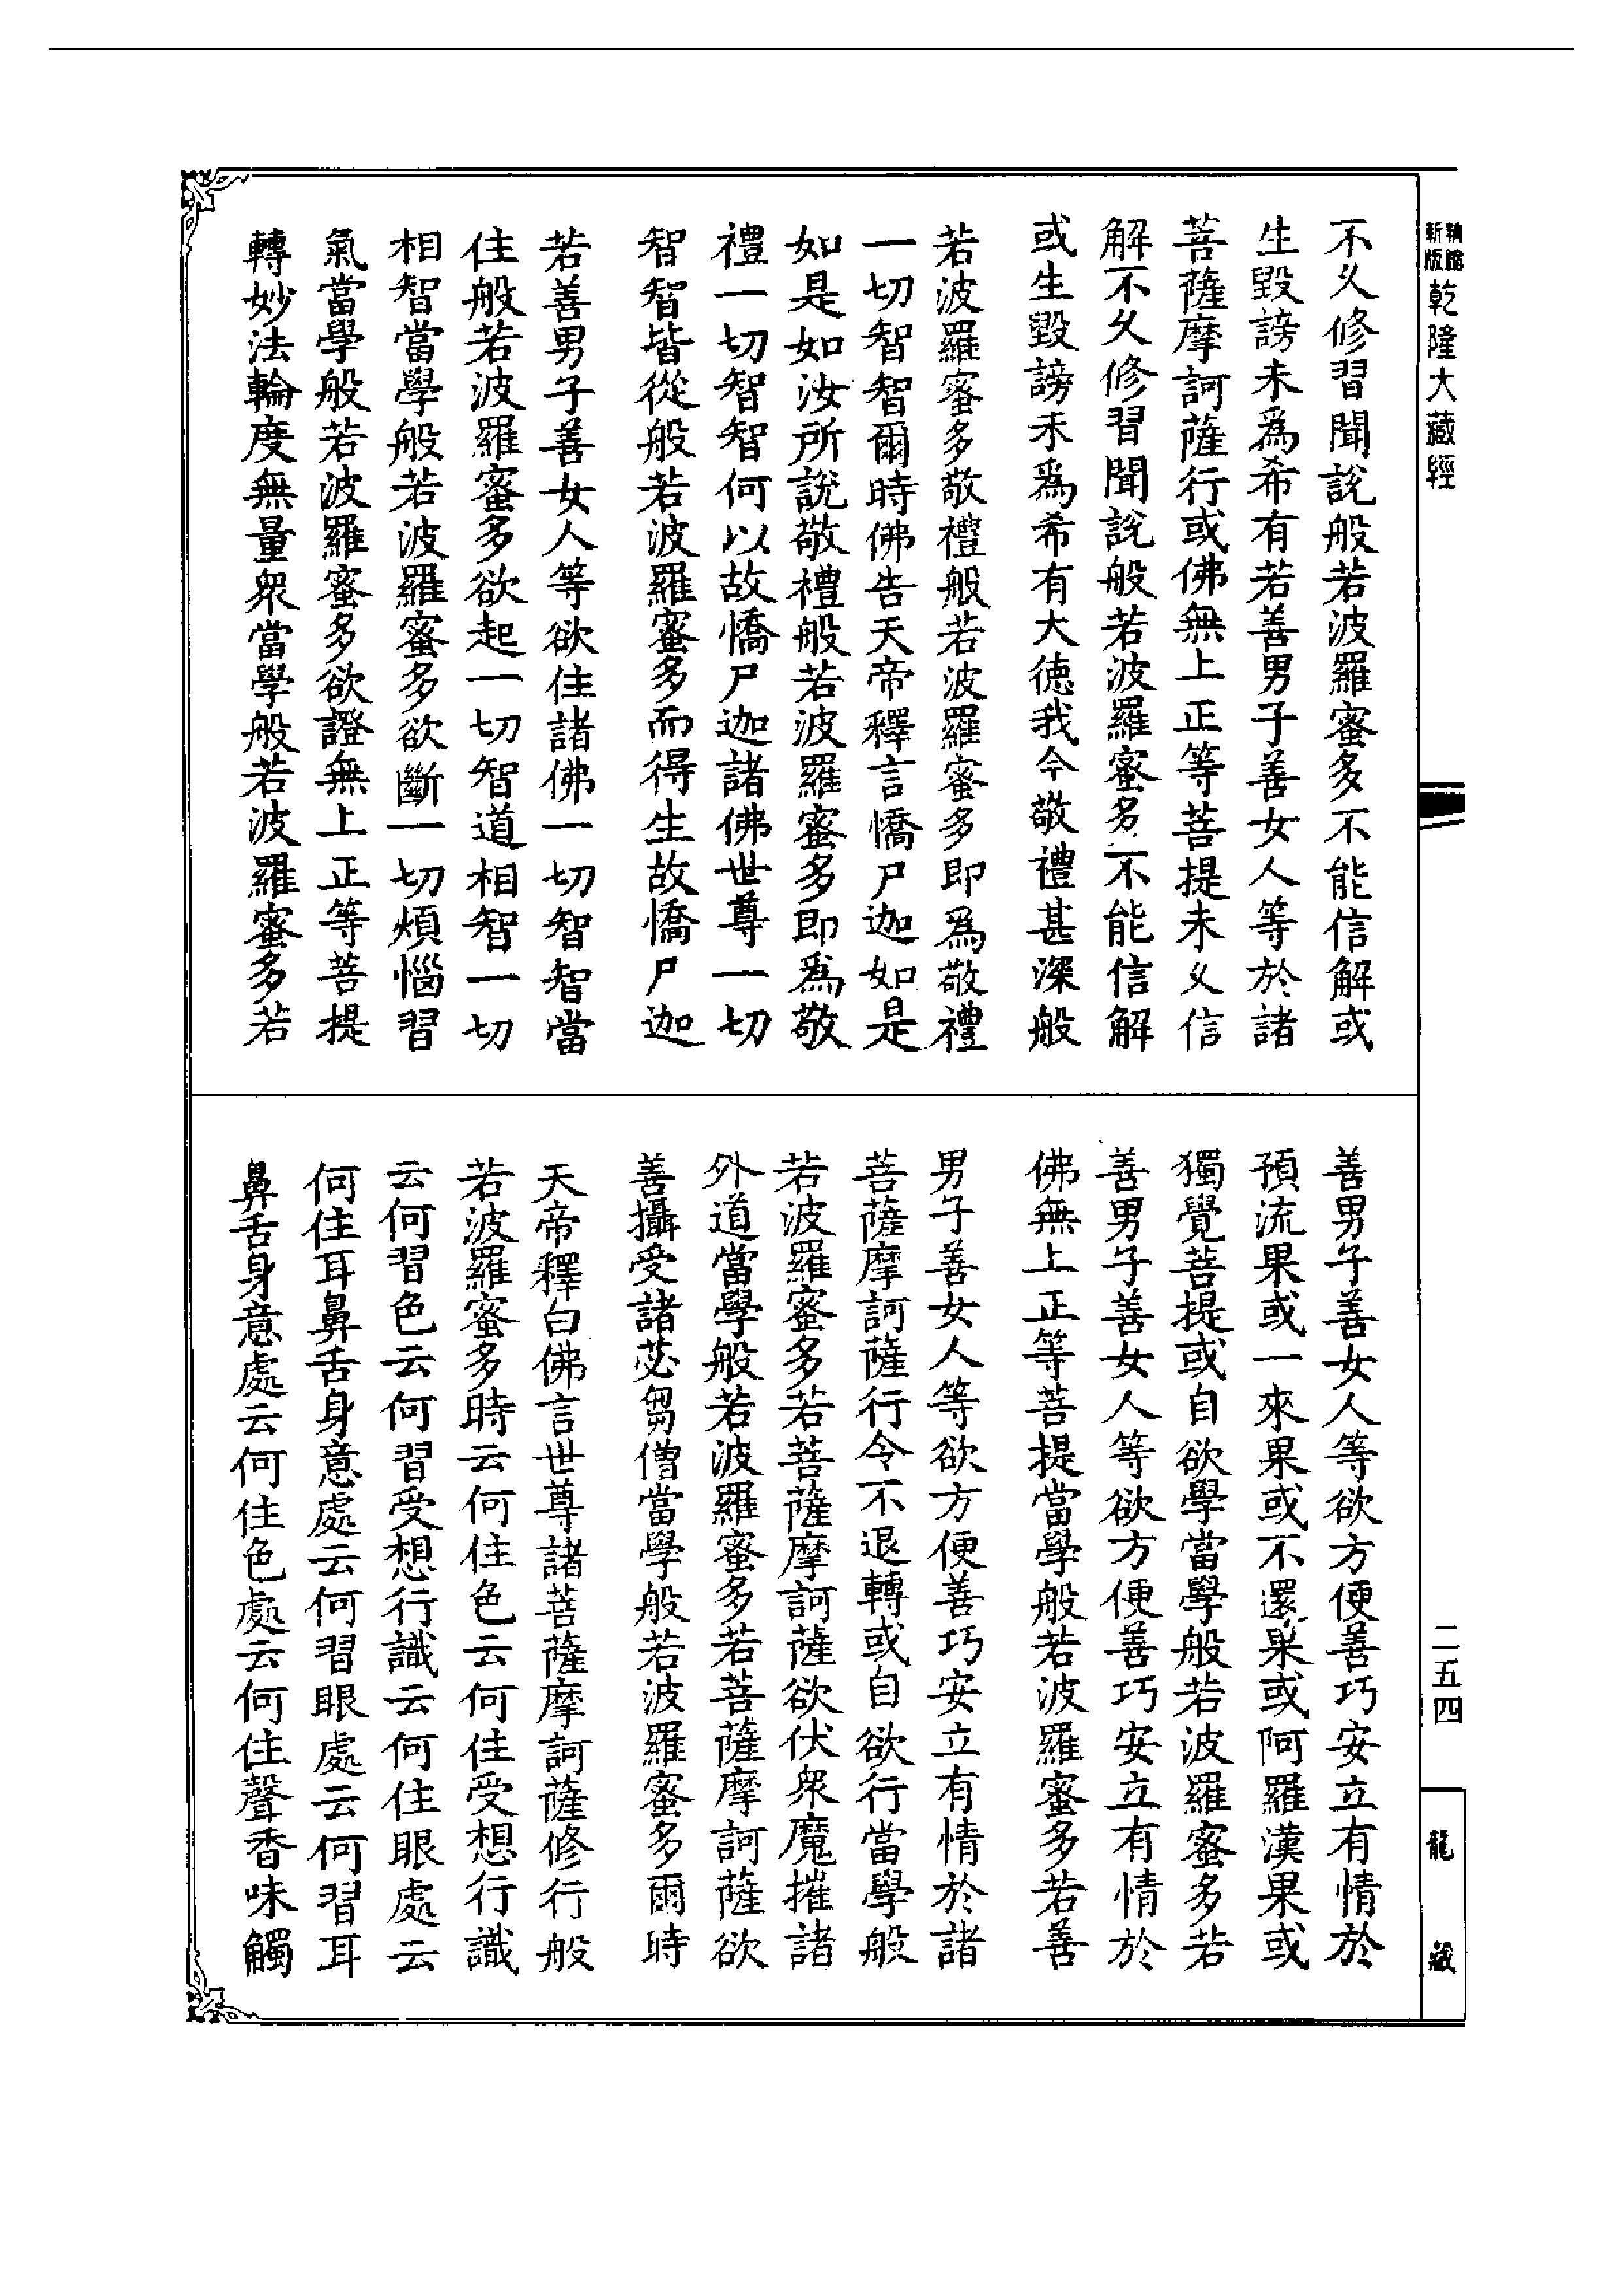 新版
乾隆大藏經
不久修習聞說般若波羅蜜多不能信解或
生毀謗未為希有若善男子善女人等於諸
菩薩摩訶薩行或佛無上正等菩提未久信
解不久修習聞說般若波羅蜜多不能信解
或生毀謗未為希有大德我今敬禮甚深般
若波羅蜜多敬禮般若波羅蜜多即為敬禮
一切智智爾時佛告天帝釋言憍尸迦如是
如是如汝所說敬禮般若波羅蜜多即為敬
禮一切智智何以故憍尸迦諸佛世尊一切
智智皆從般若波羅蜜多而得生故憍尸迦
若善男子善女人等欲住諸佛一切智智當
住般若波羅蜜多欲起一切智道相智一切
相智當學般若波羅蜜多欲斷一切煩惱習
氣當學般若波羅蜜多欲證無上正等菩提
轉妙法輪度無量眾當學般若波羅蜜多若
善男子善女人等欲方便善巧安立有情於
預流果或一來果或不還果或阿羅漢果或
獨覺菩提或自欲學當學般若波羅蜜多若
善男子善女人等欲方便善巧安立有情於
佛無上正等菩提當學般若波羅蜜多若善
男子善女人等欲方便善巧安立有情於諸
菩薩摩訶薩行令不退轉或自欲行當學般
若波羅蜜多若菩薩摩訶薩欲伏眾魔摧諸
外道當學般若波羅蜜多若菩薩摩訶薩欲
善攝受諸苾芻僧當學般若波羅蜜多爾時
天帝釋白佛言世尊諸菩薩摩訶薩修行般
若波羅蜜多時云何住色云何住受想行識
云何習色云何習受想行識云何住眼處云
何住耳鼻舌身意處云何習眼處云何習耳
鼻舌身意處云何住色處云何住聲香味觸
二五四
龍藏